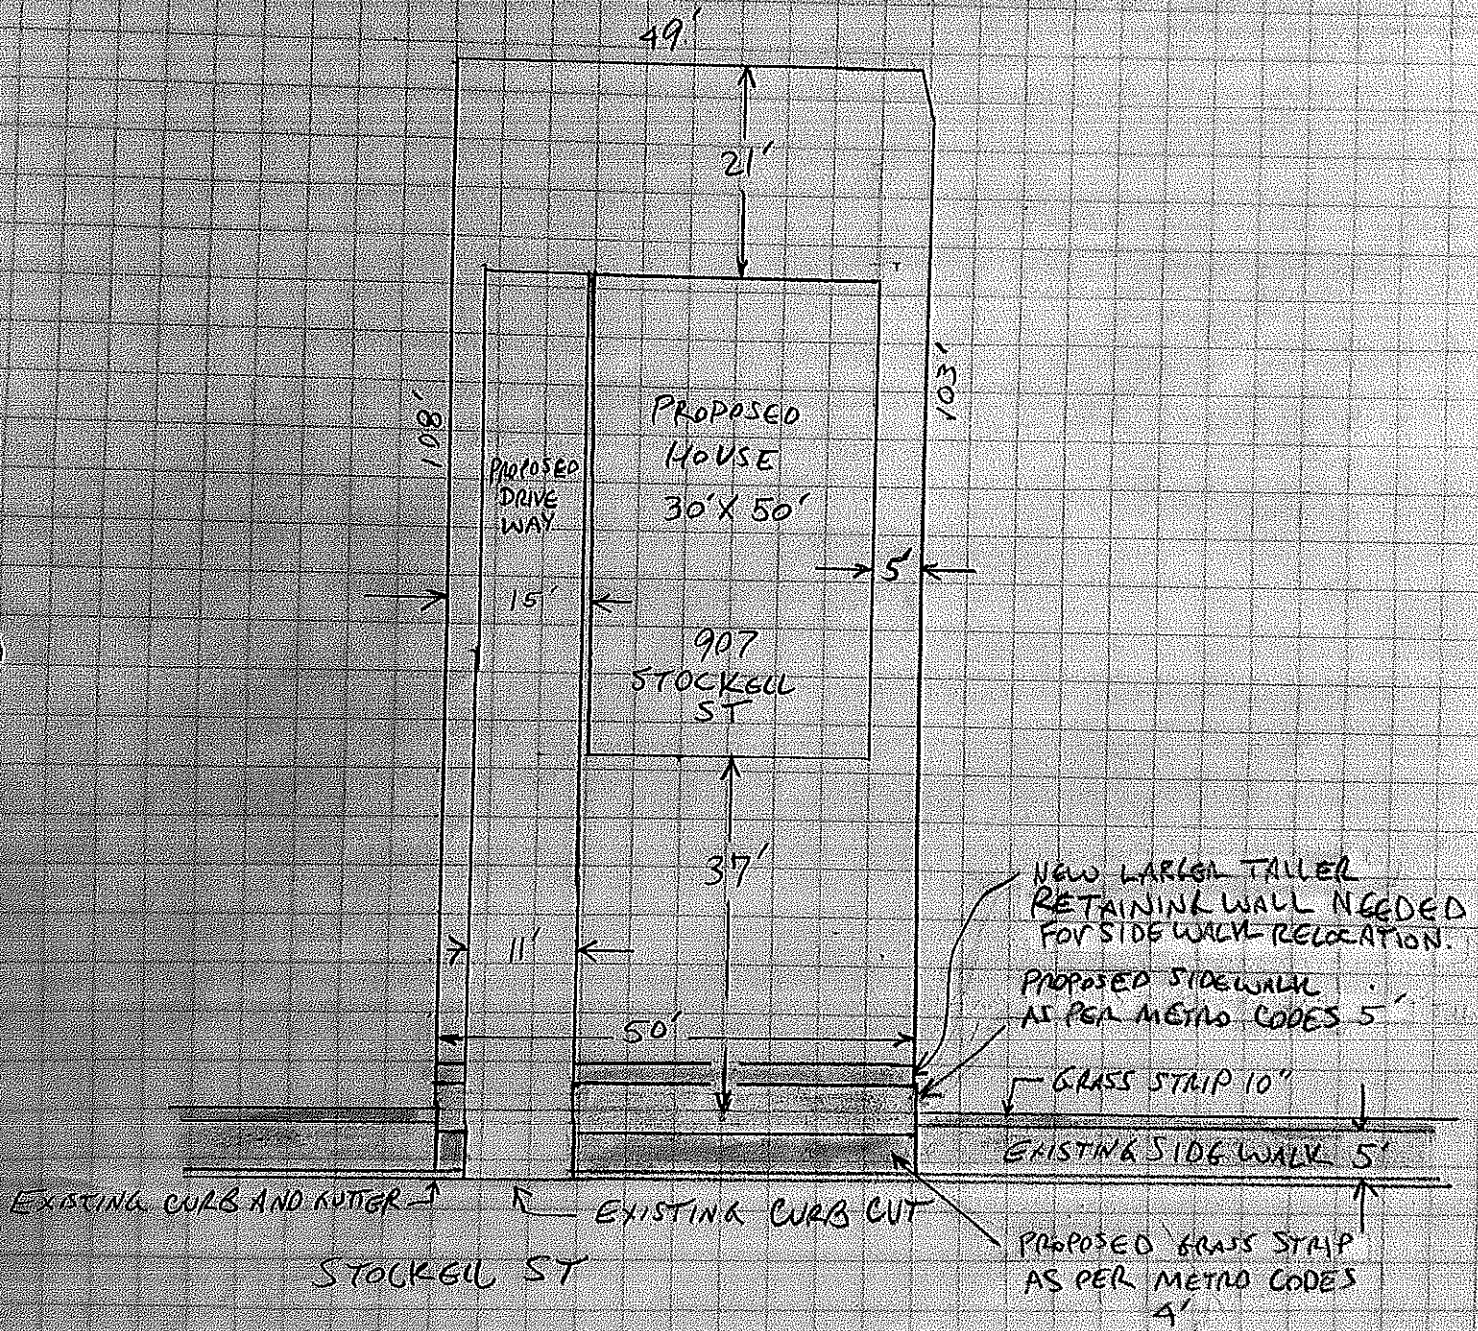 49'
21'
108'
103'
PROPOSED
HOUSE
30' X 50'
PROPOSED
DRIVE
WAY
5'
15'
907
STOCKELL
ST
37'
11'
50'
NEW LARGER TALLER
RETAINING WALL NEEDED
FOR SIDEWALK RELOCATION.
PROPOSED SIDEWALK
AS PER METRO CODES 5'
GRASS STRIP 10"
EXISTING SIDEWALK 5'
EXISTING CURB AND GUTTER
EXISTING CURB CUT
STOCKELL ST
PROPOSED GRASS STRIP
AS PER METRO CODES
4'